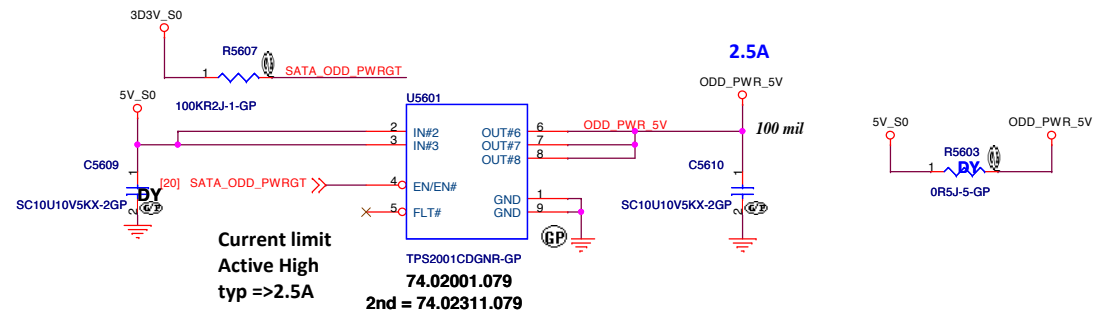 3D3V_S0
R5607
1
SATA_ODD_PWRGT
100KR2J-1-GP
2.5A
ODD_PWR_5V
5V_S0
U5601
2 IN#2
3 IN#3
OUT#6 6
OUT#7 7
OUT#8 8
ODD_PWR_5V
100 mil
5V_S0
ODD_PWR_5V
R5603
1
DY
0R5J-5-GP
C5609
1
DY
2
SC10U10V5KX-2GP
[20] SATA_ODD_PWRGT
4 EN/EN#
5 FLT#
GND 1
GND 9
C5610
1
2
SC10U10V5KX-2GP
GP
Current limit
Active High
typ =>2.5A
TPS2001CDGNR-GP
74.02001.079
2nd = 74.02311.079